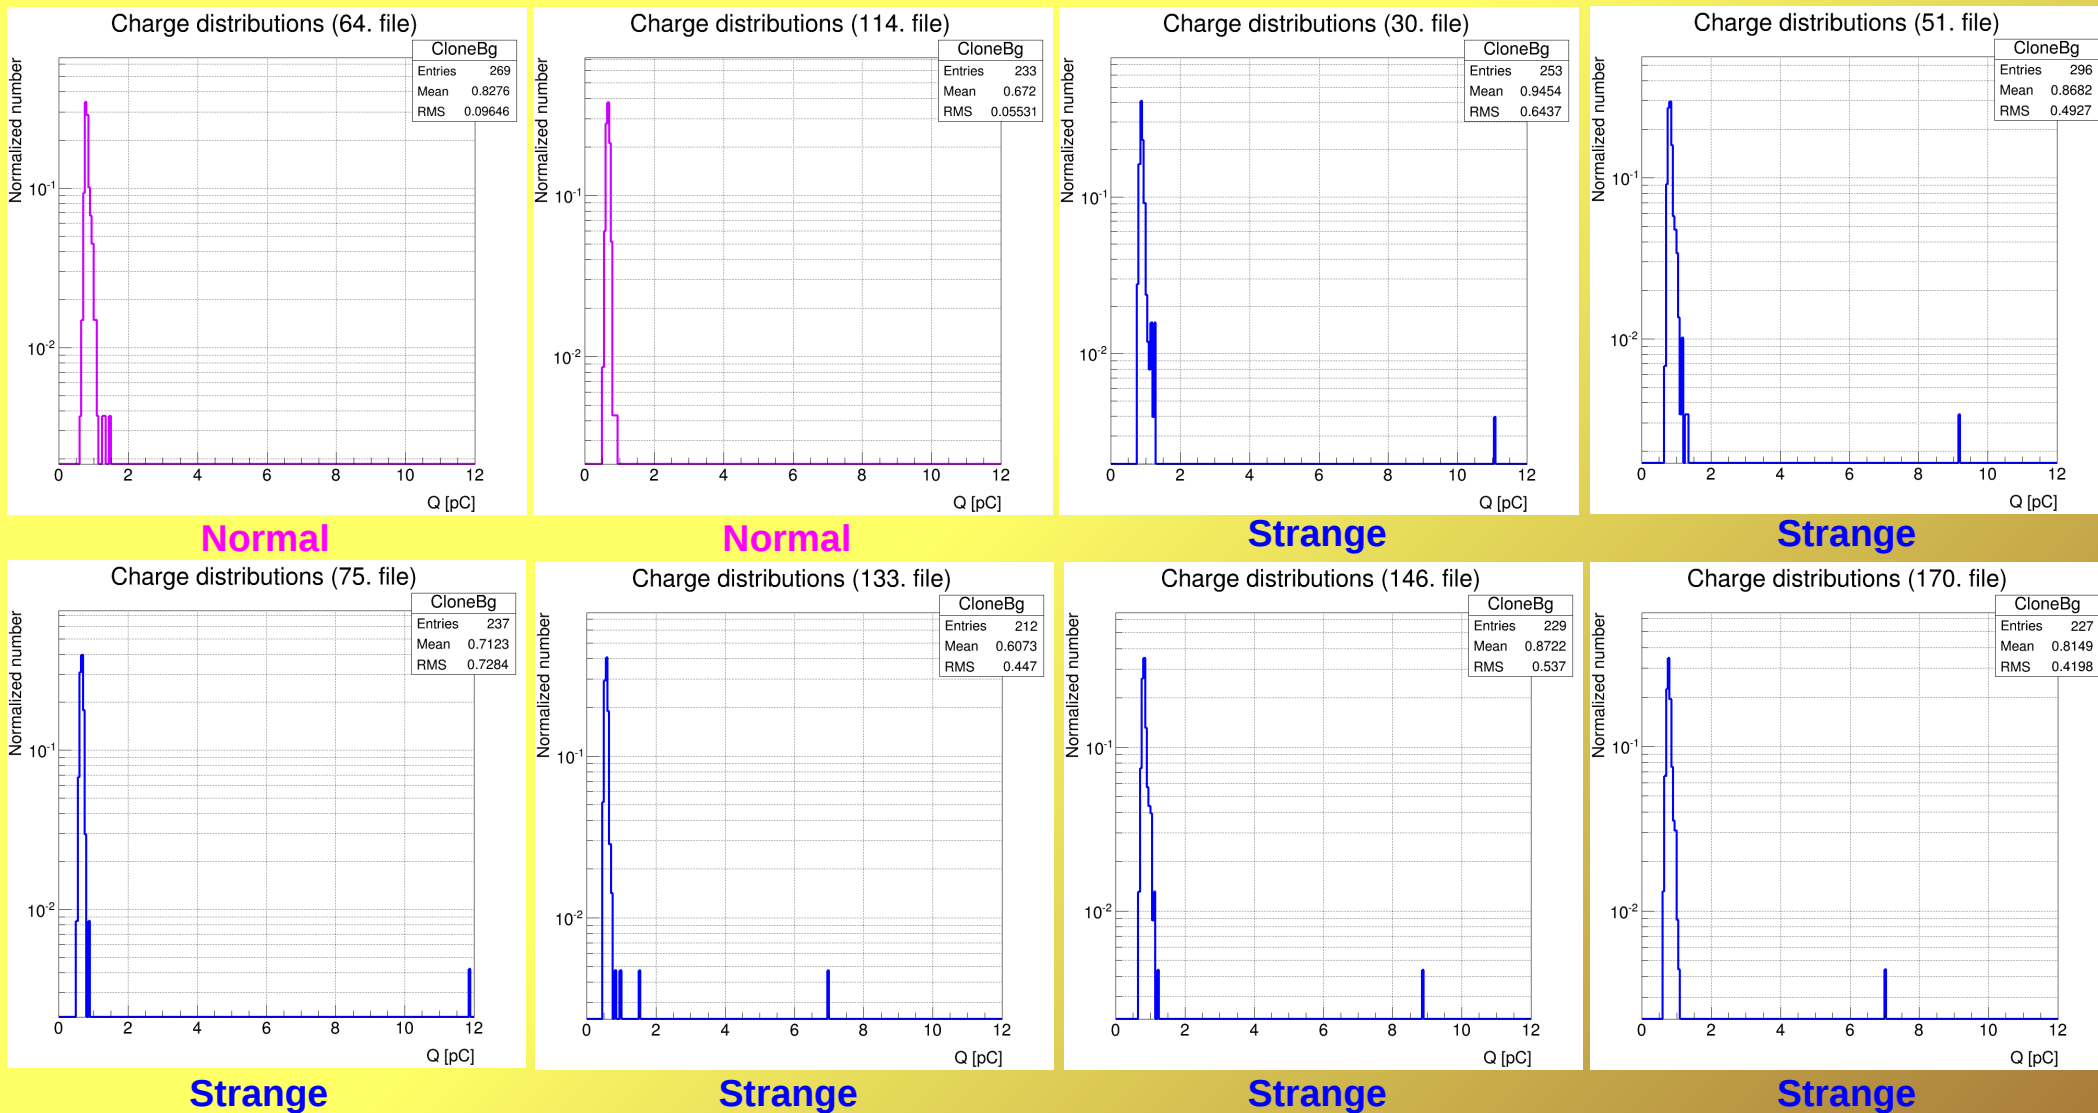 Charge distributions (64. file)
CloneBg
Entries 269
Mean 0.8276
RMS 0.09646
Normalized number
10-1
10-2
0 2 4 6 8 10 12
Q [pC]
Normal
Charge distributions (114. file)
CloneBg
Entries 233
Mean 0.672
RMS 0.05531
Normalized number
10-1
10-2
0 2 4 6 8 10 12
Q [pC]
Normal
Charge distributions (30. file)
CloneBg
Entries 253
Mean 0.9454
RMS 0.6437
Normalized number
10-1
10-2
0 2 4 6 8 10 12
Q [pC]
Strange
Charge distributions (51. file)
CloneBg
Entries 296
Mean 0.8682
RMS 0.4927
Normalized number
10-1
10-2
0 2 4 6 8 10 12
Q [pC]
Strange
Charge distributions (75. file)
CloneBg
Entries 237
Mean 0.7123
RMS 0.7284
Normalized number
10-1
10-2
0 2 4 6 8 10 12
Q [pC]
Strange
Charge distributions (133. file)
CloneBg
Entries 212
Mean 0.6073
RMS 0.447
Normalized number
10-1
10-2
0 2 4 6 8 10 12
Q [pC]
Strange
Charge distributions (146. file)
CloneBg
Entries 229
Mean 0.8722
RMS 0.537
Normalized number
10-1
10-2
0 2 4 6 8 10 12
Q [pC]
Strange
Charge distributions (170. file)
CloneBg
Entries 227
Mean 0.8149
RMS 0.4198
Normalized number
10-1
10-2
0 2 4 6 8 10 12
Q [pC]
Strange